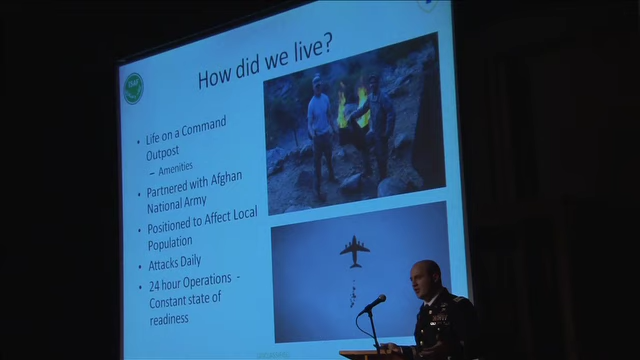 How did we live?
• Life on a Command
Outpost
– Amenities
• Partnered with Afghan
National Army
• Positioned to Affect Local
Population
• Attacks Daily
• 24 hour Operations -
Constant state of
readiness